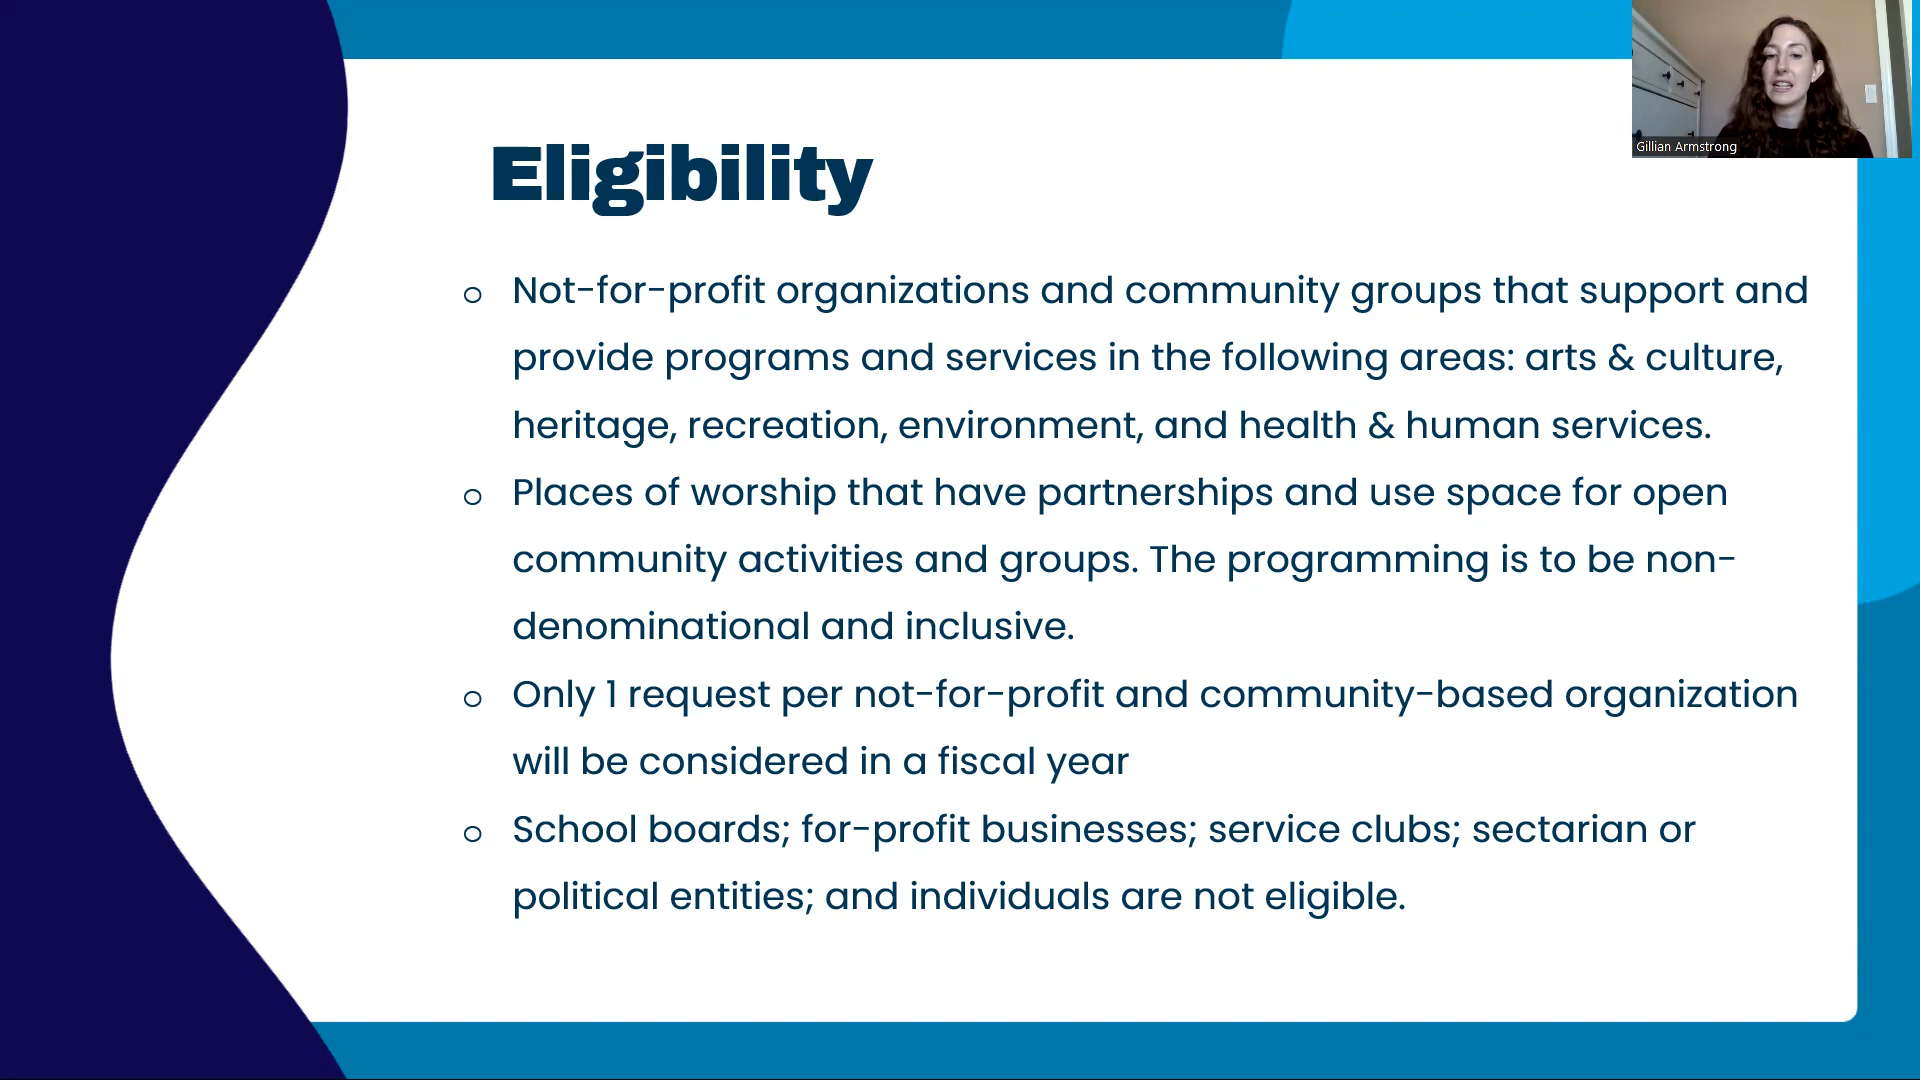 Gillian Armstrong
Eligibility
o Not-for-profit organizations and community groups that support and
provide programs and services in the following areas: arts & culture,
heritage, recreation, environment, and health & human services.
o Places of worship that have partnerships and use space for open
community activities and groups. The programming is to be non-
denominational and inclusive.
o Only 1 request per not-for-profit and community-based organization
will be considered in a fiscal year
o School boards; for-profit businesses; service clubs; sectarian or
political entities; and individuals are not eligible.